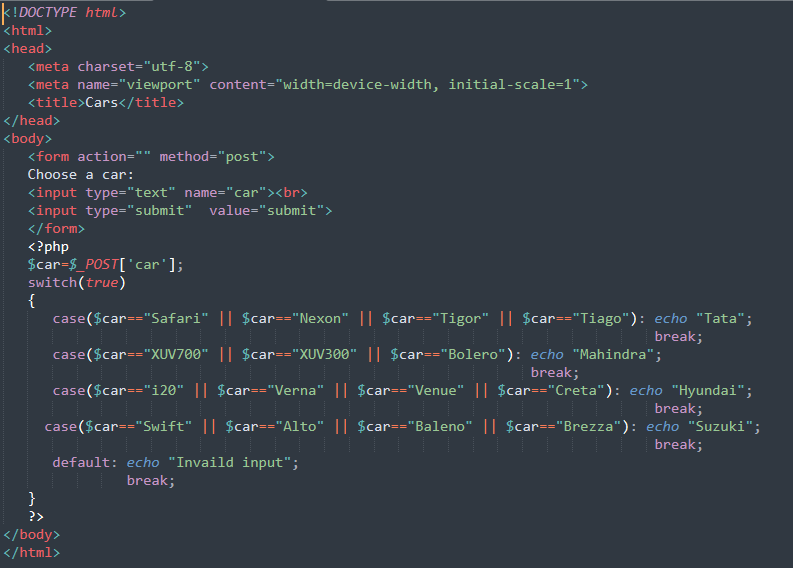 <!DOCTYPE html>
<html>
<head>
   <meta charset="utf-8">
   <meta name="viewport" content="width=device-width, initial-scale=1">
   <title>Cars</title>
</head>
<body>
   <form action="" method="post">
   Choose a car:
   <input type="text" name="car"><br>
   <input type="submit"  value="submit">
   </form>
   <?php
   $car=$_POST['car'];
   switch(true)
   {
      case($car=="Safari" || $car=="Nexon" || $car=="Tigor" || $car=="Tiago"): echo "Tata";
                                                                               break;
      case($car=="XUV700" || $car=="XUV300" || $car=="Bolero"): echo "Mahindra";
                                                                break;
      case($car=="i20" || $car=="Verna" || $car=="Venue" || $car=="Creta"): echo "Hyundai";
                                                                               break;
     case($car=="Swift" || $car=="Alto" || $car=="Baleno" || $car=="Brezza"): echo "Suzuki";
                                                                               break;
      default: echo "Invaild input";
               break;
   }
   ?>
</body>
</html>